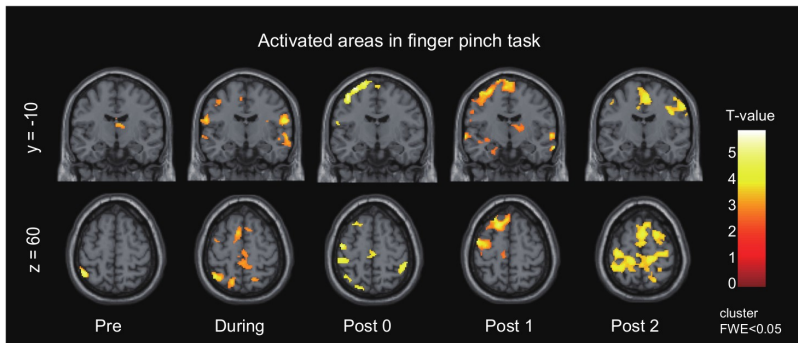 Activated areas in finger pinch task
y = -10
T-value
5
4
3
2
1
0
z = 60
Pre
During
Post 0
Post 1
Post 2
cluster
FWE<0.05